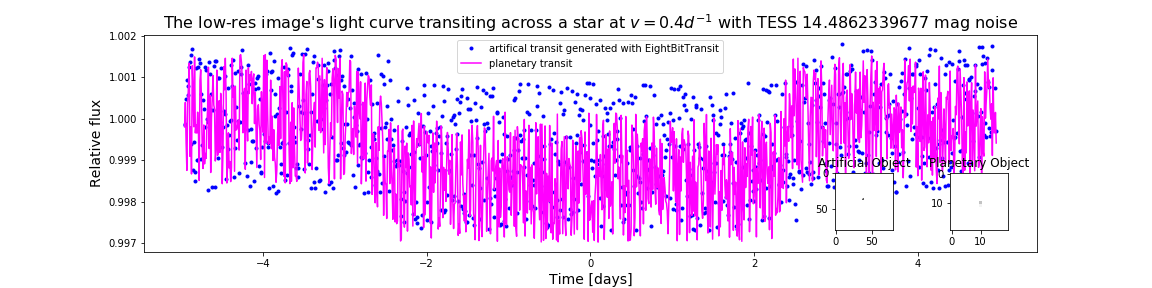 The low-res image's light curve transiting across a star at v = 0.4d⁻¹ with TESS 14.4862339677 mag noise
artifical transit generated with EightBitTransit
planetary transit
Relative flux
1.002
1.001
1.000
0.999
0.998
0.997
Artificial Object
0
50
0 50
Planetary Object
0
10
0 10
−4 −2 0 2 4
Time [days]